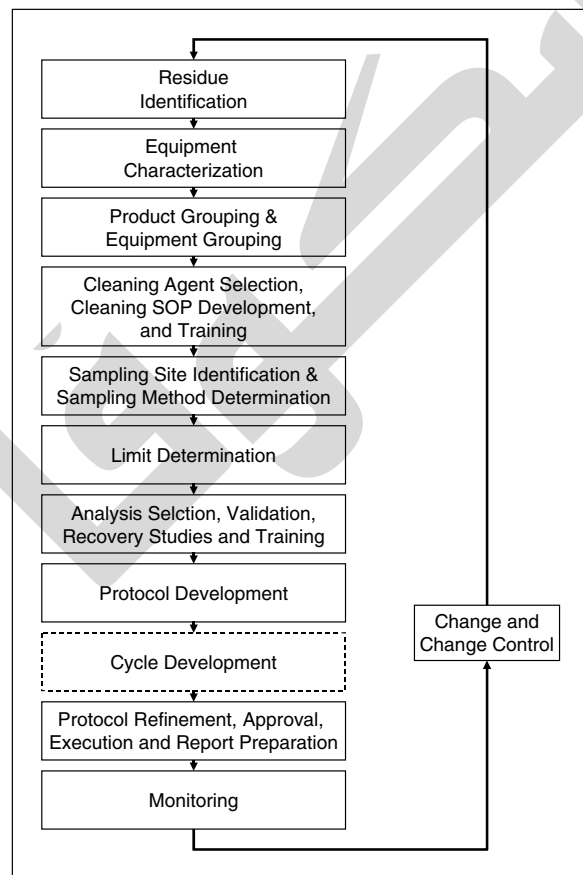 Residue
Identification
Equipment
Characterization
Product Grouping &
Equipment Grouping
Cleaning Agent Selection,
Cleaning SOP Development,
and Training
Sampling Site Identification &
Sampling Method Determination
Limit Determination
Analysis Selction, Validation,
Recovery Studies and Training
Protocol Development
Cycle Development
Protocol Refinement, Approval,
Execution and Report Preparation
Monitoring
Change and
Change Control